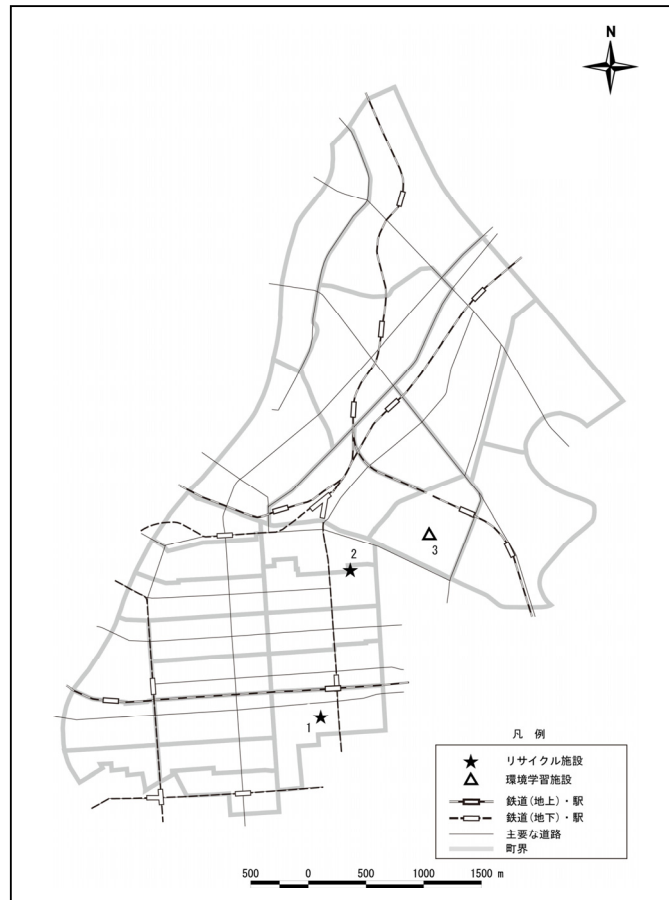 N
2
3
1
凡 例
リサイクル施設
環境学習施設
鉄道(地上)・駅
鉄道(地下)・駅
主要な道路
町界
500 0 500 1000 1500 m